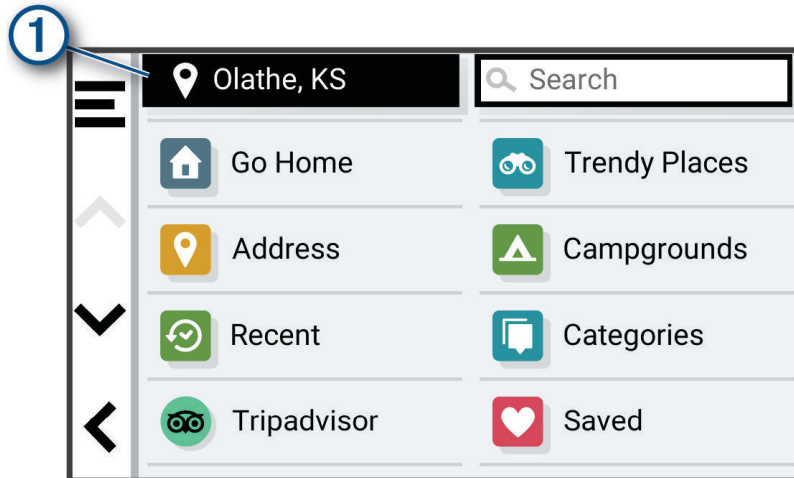 1
Olathe, KS
Search
Go Home
Trendy Places
Address
Campgrounds
Recent
Categories
Tripadvisor
Saved